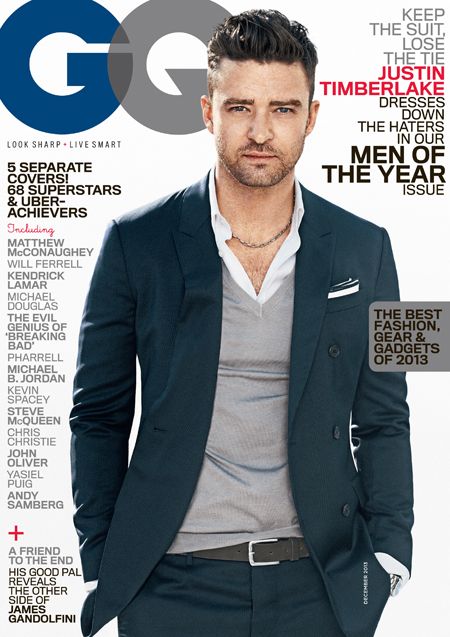 GQ
LOOK SHARP + LIVE SMART
KEEP
THE SUIT,
LOSE
THE TIE
JUSTIN
TIMBERLAKE
DRESSES
DOWN
THE HATERS
IN OUR
MEN OF
THE YEAR
ISSUE
5 SEPARATE
COVERS!
68 SUPERSTARS
& UBER-
ACHIEVERS
Including
MATTHEW
McCONAUGHEY
WILL FERRELL
KENDRICK
LAMAR
MICHAEL
DOUGLAS
THE EVIL
GENIUS OF
'BREAKING
BAD'
PHARRELL
MICHAEL
B. JORDAN
KEVIN
SPACEY
STEVE
McQUEEN
CHRIS
CHRISTIE
JOHN
OLIVER
YASIEL
PUIG
ANDY
SAMBERG
+
A FRIEND
TO THE END
HIS GOOD PAL
REVEALS
THE OTHER
SIDE OF
JAMES
GANDOLFINI
THE BEST
FASHION,
GEAR &
GADGETS
OF 2013
DECEMBER 2013